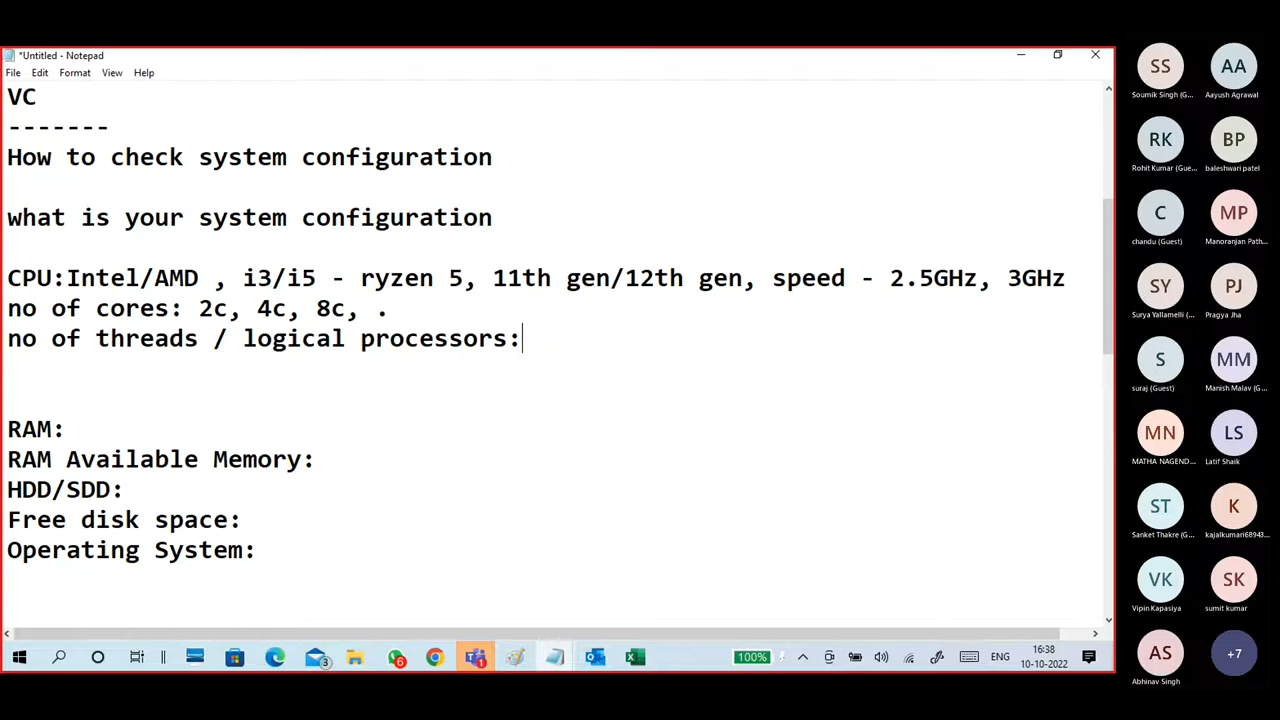 *Untitled - Notepad
File Edit Format View Help
VC
-------
How to check system configuration
what is your system configuration
CPU:Intel/AMD , i3/i5 - ryzen 5, 11th gen/12th gen, speed - 2.5GHz, 3GHz
no of cores: 2c, 4c, 8c, .
no of threads / logical processors:
RAM:
RAM Available Memory:
HDD/SDD:
Free disk space:
Operating System:
3
6
1
100%
ENG
16:38
10-10-2022
SS AA
Soumik Singh (G... Aayush Agrawal
RK BP
Rohit Kumar (Gue... baleshwari patel
C MP
chandu (Guest) Manoranjan Path...
SY PJ
Surya Yallamelli (... Pragya Jha
S MM
suraj (Guest) Manish Malav (G...
MN LS
MATHA NAGEND... Latif Shaik
ST K
Sanket Thakre (G... kajalkumari68943...
VK SK
Vipin Kapasiya sumit kumar
AS +7
Abhinav Singh